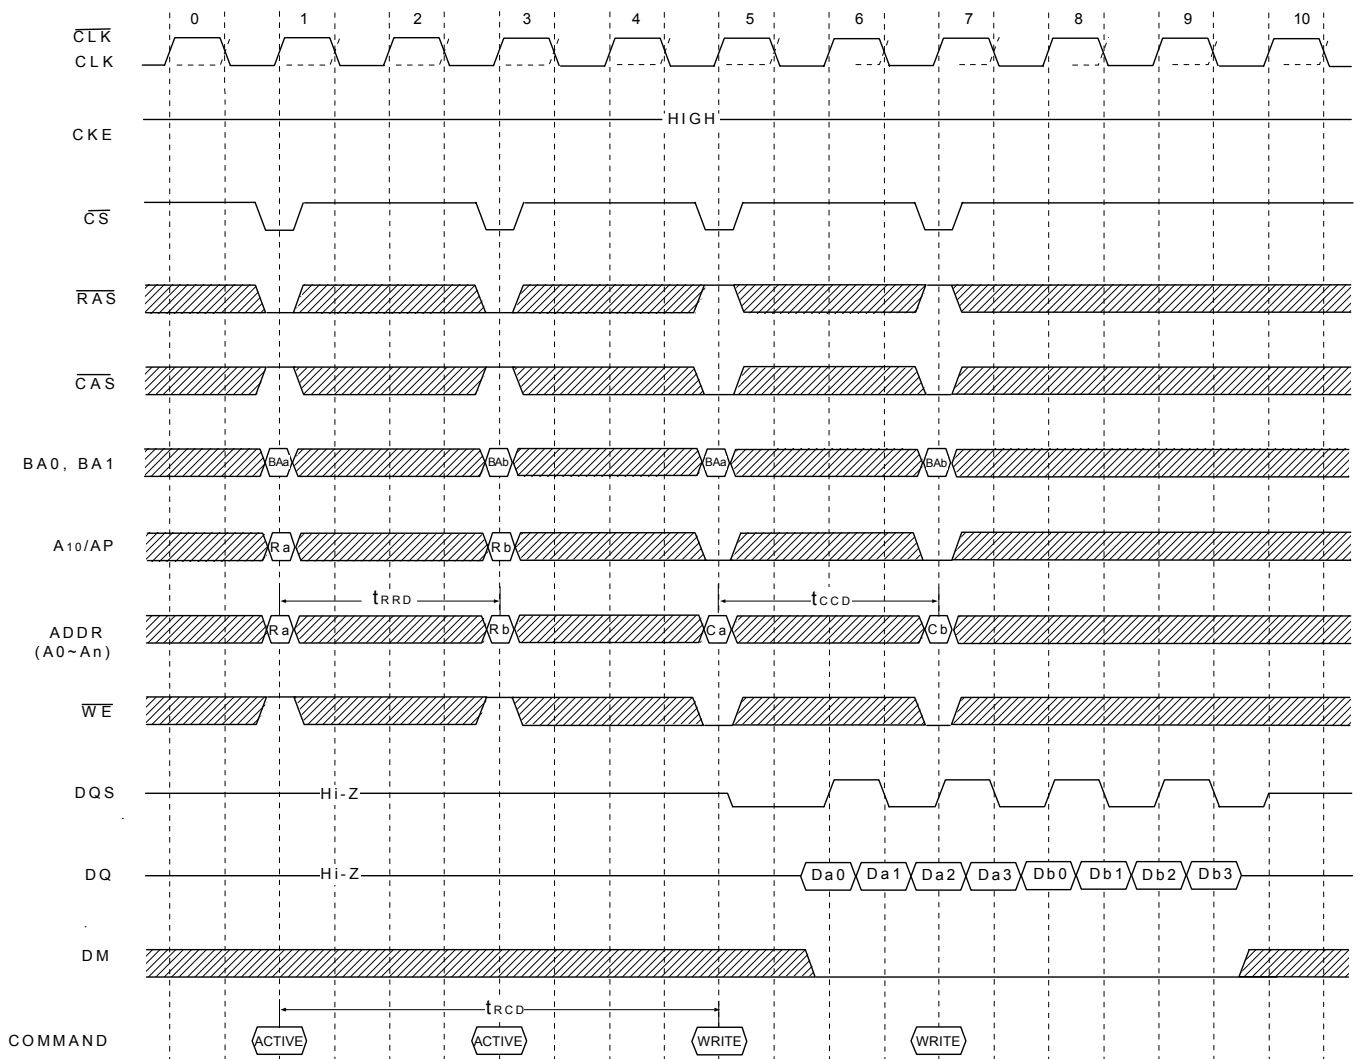 0 1 2 3 4 5 6 7 8 9 10
CLK
CLK
CKE HIGH
CS
RAS
CAS
BA0, BA1 BAa BAb BAa BAb
A10/AP Ra Rb
tRRD tCCD
ADDR Ra Rb Ca Cb
(A0~An)
WE
DQS Hi-Z
DQ Hi-Z Da0 Da1 Da2 Da3 Db0 Db1 Db2 Db3
DM
tRCD
COMMAND ACTIVE ACTIVE WRITE WRITE